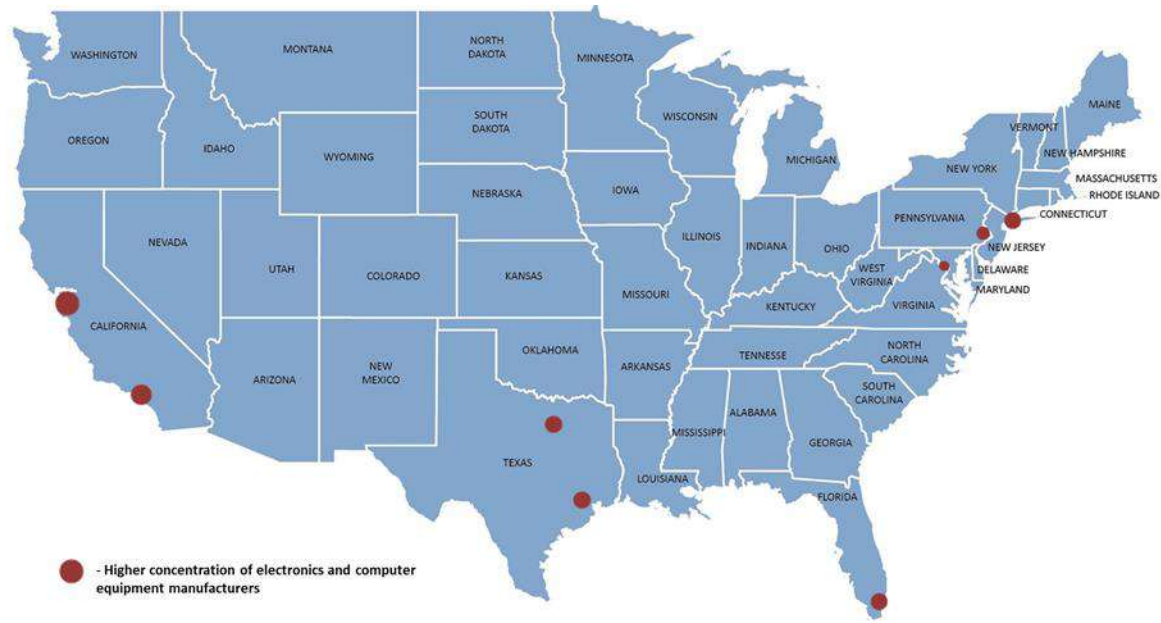 WASHINGTON
MONTANA
NORTH
DAKOTA
MINNESOTA
MAINE
OREGON
IDAHO
WYOMING
SOUTH
DAKOTA
WISCONSIN
MICHIGAN
VERMONT
NEW HAMPSHIRE
NEW YORK
MASSACHUSETTS
RHODE ISLAND
CONNECTICUT
NEBRASKA
IOWA
PENNSYLVANIA
NEW JERSEY
NEVADA
UTAH
COLORADO
KANSAS
MISSOURI
ILLINOIS
INDIANA
OHIO
WEST
VIRGINIA
VIRGINIA
DELAWARE
MARYLAND
CALIFORNIA
KENTUCKY
ARIZONA
NEW
MEXICO
OKLAHOMA
ARKANSAS
TENNESSE
NORTH
CAROLINA
SOUTH
CAROLINA
TEXAS
LOUISIANA
MISSISSIPPI
ALABAMA
GEORGIA
FLORIDA
- Higher concentration of electronics and computer
equipment manufacturers